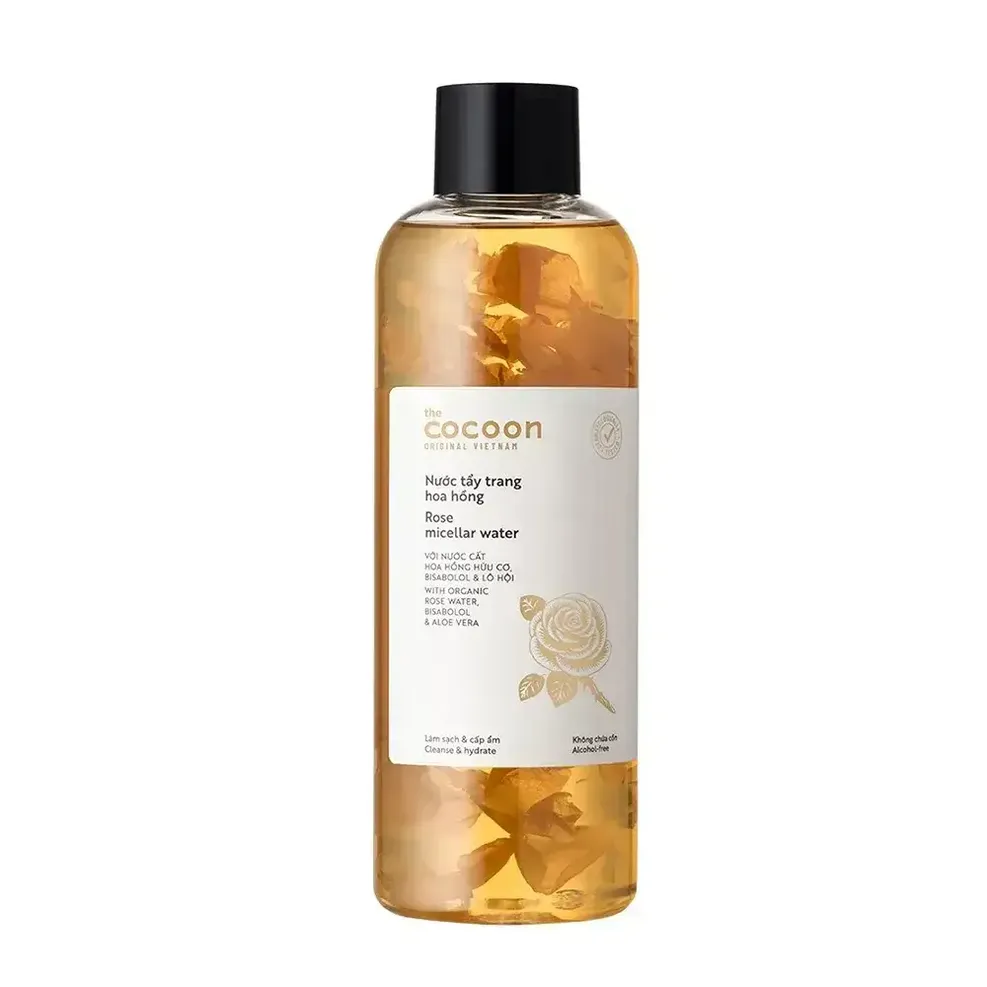 the
cocoon
ORIGINAL VIETNAM
Nước tẩy trang
hoa hồng
Rose
micellar water
VỚI NƯỚC CẤT
HOA HỒNG HỮU CƠ,
BISABOLOL & LÔ HỘI
WITH ORGANIC
ROSE WATER,
BISABOLOL
& ALOE VERA
Làm sạch & cấp ẩm
Cleanse & hydrate
Không chứa cồn
Alcohol-free